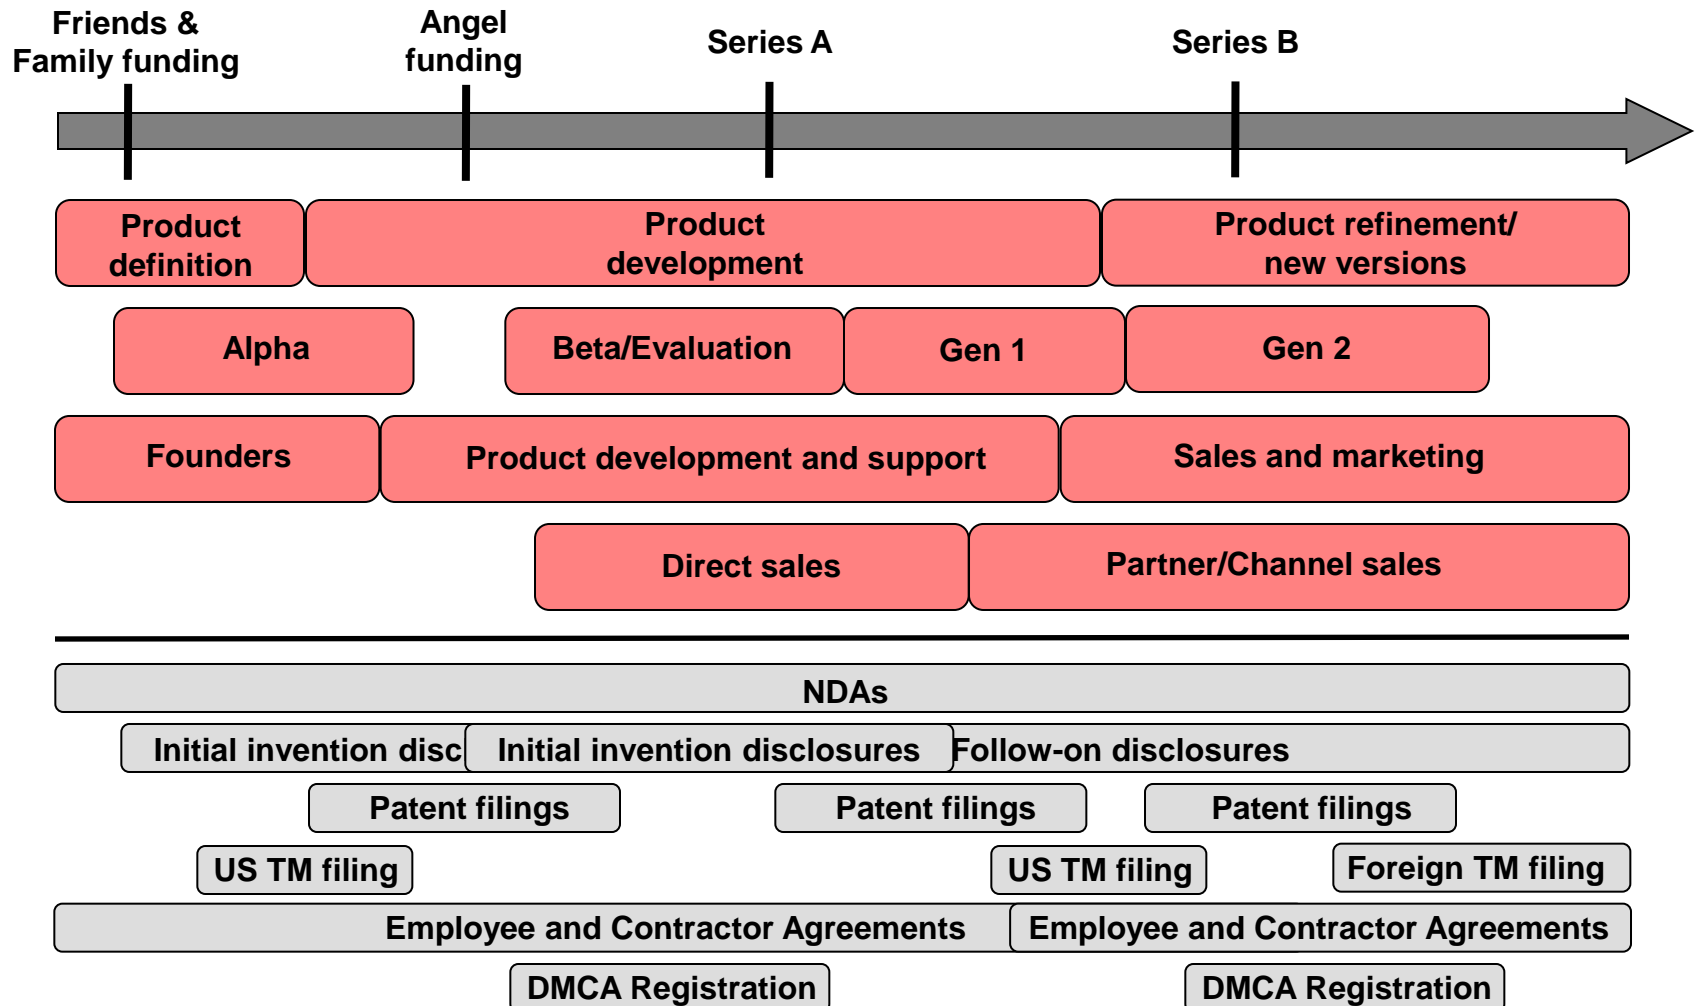 Friends &
Family funding
Angel
funding
Series A
Series B
Product
definition
Product
development
Product refinement/
new versions
Alpha
Beta/Evaluation
Gen 1
Gen 2
Founders
Product development and support
Sales and marketing
Direct sales
Partner/Channel sales
NDAs
Initial invention disc
Initial invention disclosures
Follow-on disclosures
Patent filings
Patent filings
Patent filings
US TM filing
US TM filing
Foreign TM filing
Employee and Contractor Agreements
Employee and Contractor Agreements
DMCA Registration
DMCA Registration